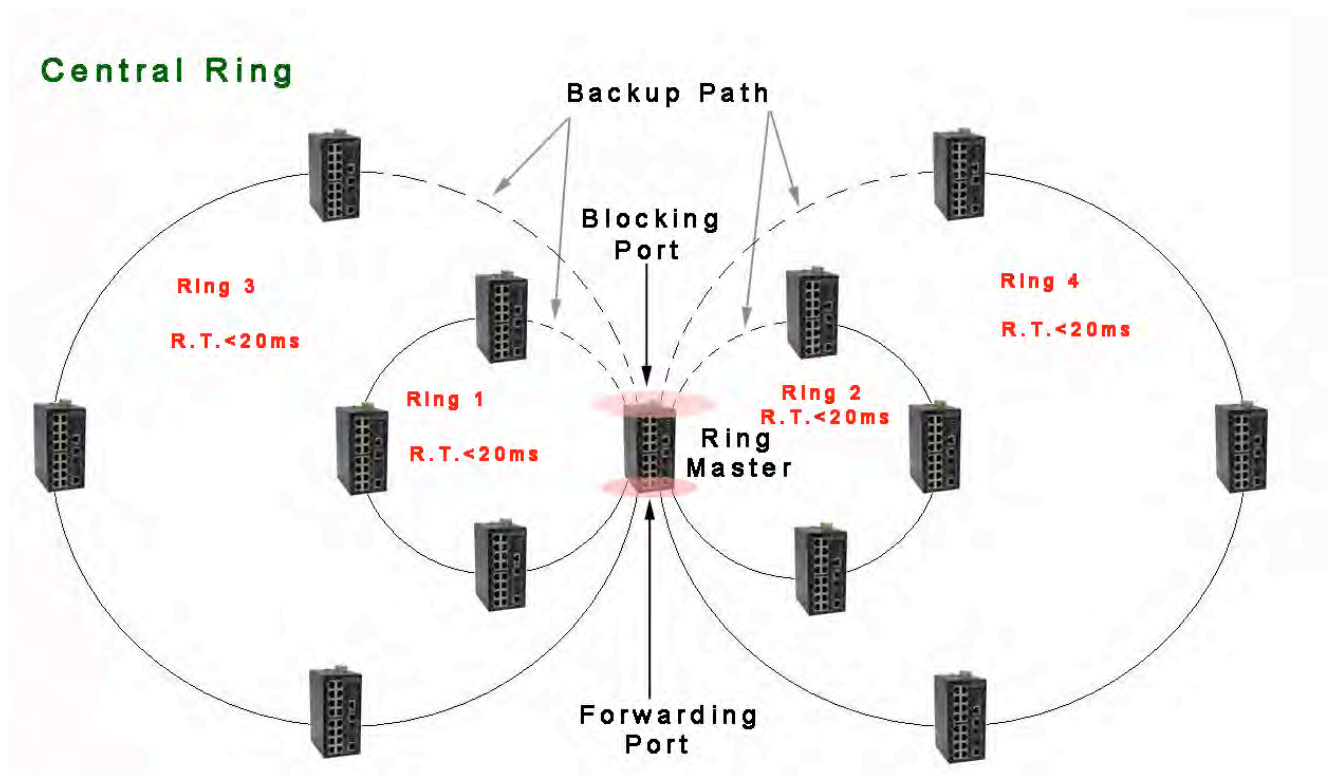 Central Ring
Backup Path
Blocking
Port
Ring 3
R.T.<20ms
Ring 4
R.T.<20ms
Ring 1
R.T.<20ms
Ring 2
R.T.<20ms
Ring
Master
Forwarding
Port